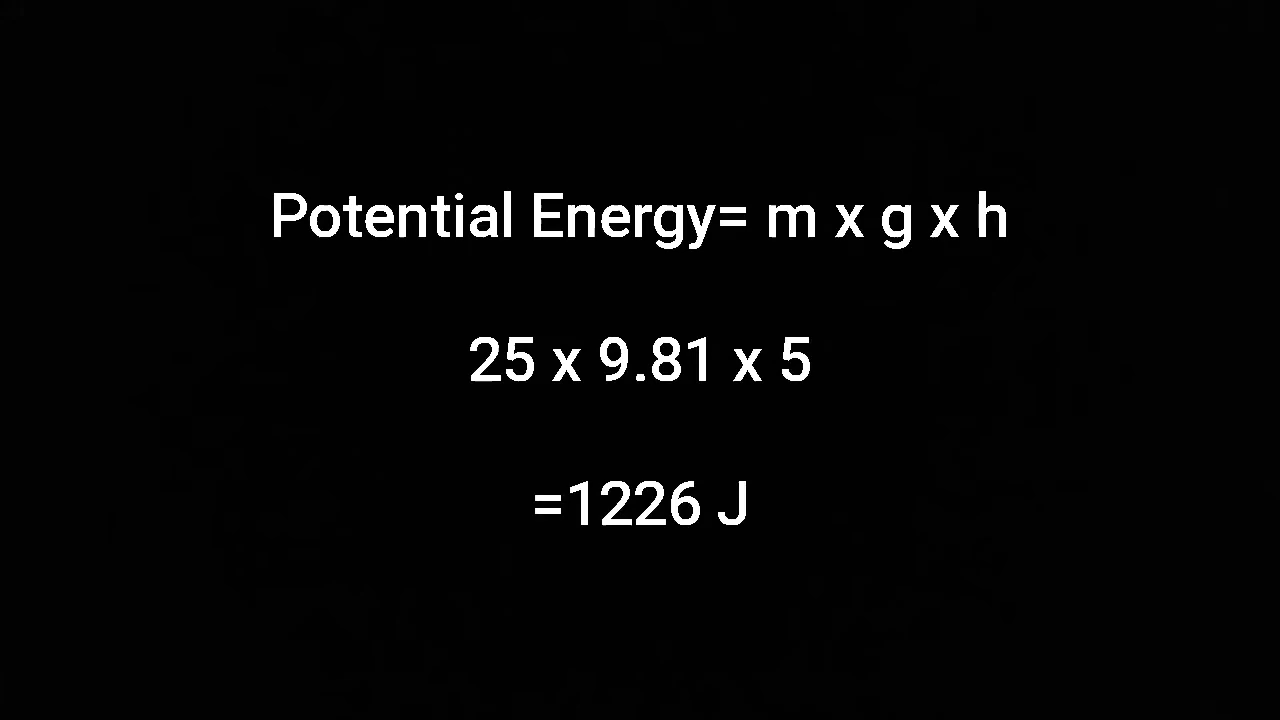 Potential Energy= m x g x h
25 x 9.81 x 5
=1226 J